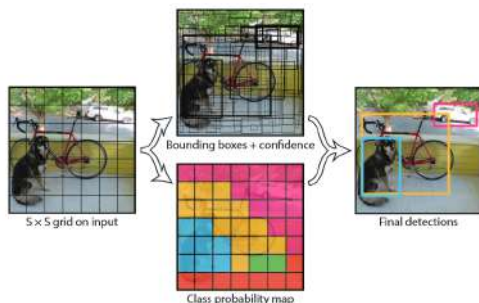 Bounding boxes + confidence
S × S grid on input
Final detections
Class probability map